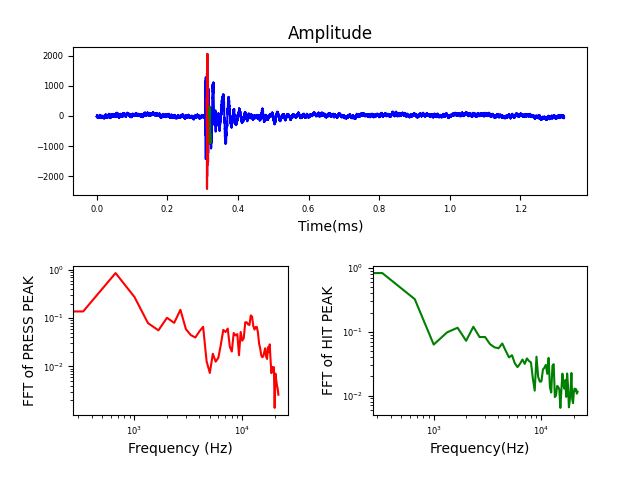 Amplitude
2000
1000
0
−1000
−2000
0.0 0.2 0.4 0.6 0.8 1.0 1.2
Time(ms)
FFT of PRESS PEAK
10⁰
10⁻¹
10⁻²
10³ 10⁴
Frequency (Hz)
FFT of HIT PEAK
10⁰
10⁻¹
10⁻²
10³ 10⁴
Frequency(Hz)